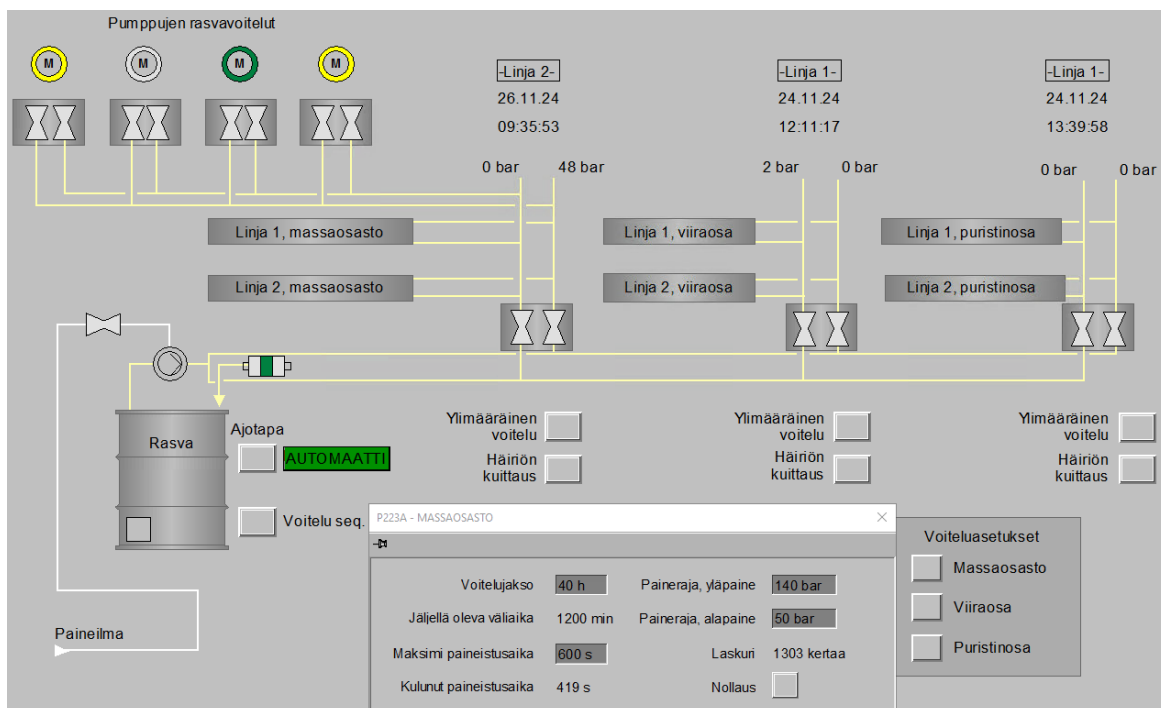 Pumppujen rasvavoitelut
M
M
M
M
-Linja 2-
26.11.24
09:35:53
-Linja 1-
24.11.24
12:11:17
-Linja 1-
24.11.24
13:39:58
0 bar
48 bar
2 bar
0 bar
0 bar
0 bar
Linja 1, massaosasto
Linja 1, viiraosa
Linja 1, puristinosa
Linja 2, massaosasto
Linja 2, viiraosa
Linja 2, puristinosa
Rasva
Ajotapa
AUTOMAATTI
Voitelu seq.
Ylimääräinen
voitelu
Häiriön
kuittaus
Ylimääräinen
voitelu
Häiriön
kuittaus
Ylimääräinen
voitelu
Häiriön
kuittaus
Paineilma
P223A - MASSAOSASTO
Voitelujakso 40 h
Paineraja, yläpaine 140 bar
Jäljellä oleva väliaika 1200 min
Paineraja, alapaine 50 bar
Maksimi paineistusaika 600 s
Laskuri 1303 kertaa
Kulunut paineistusaika 419 s
Nollaus
Voiteluasetukset
Massaosasto
Viiraosa
Puristinosa